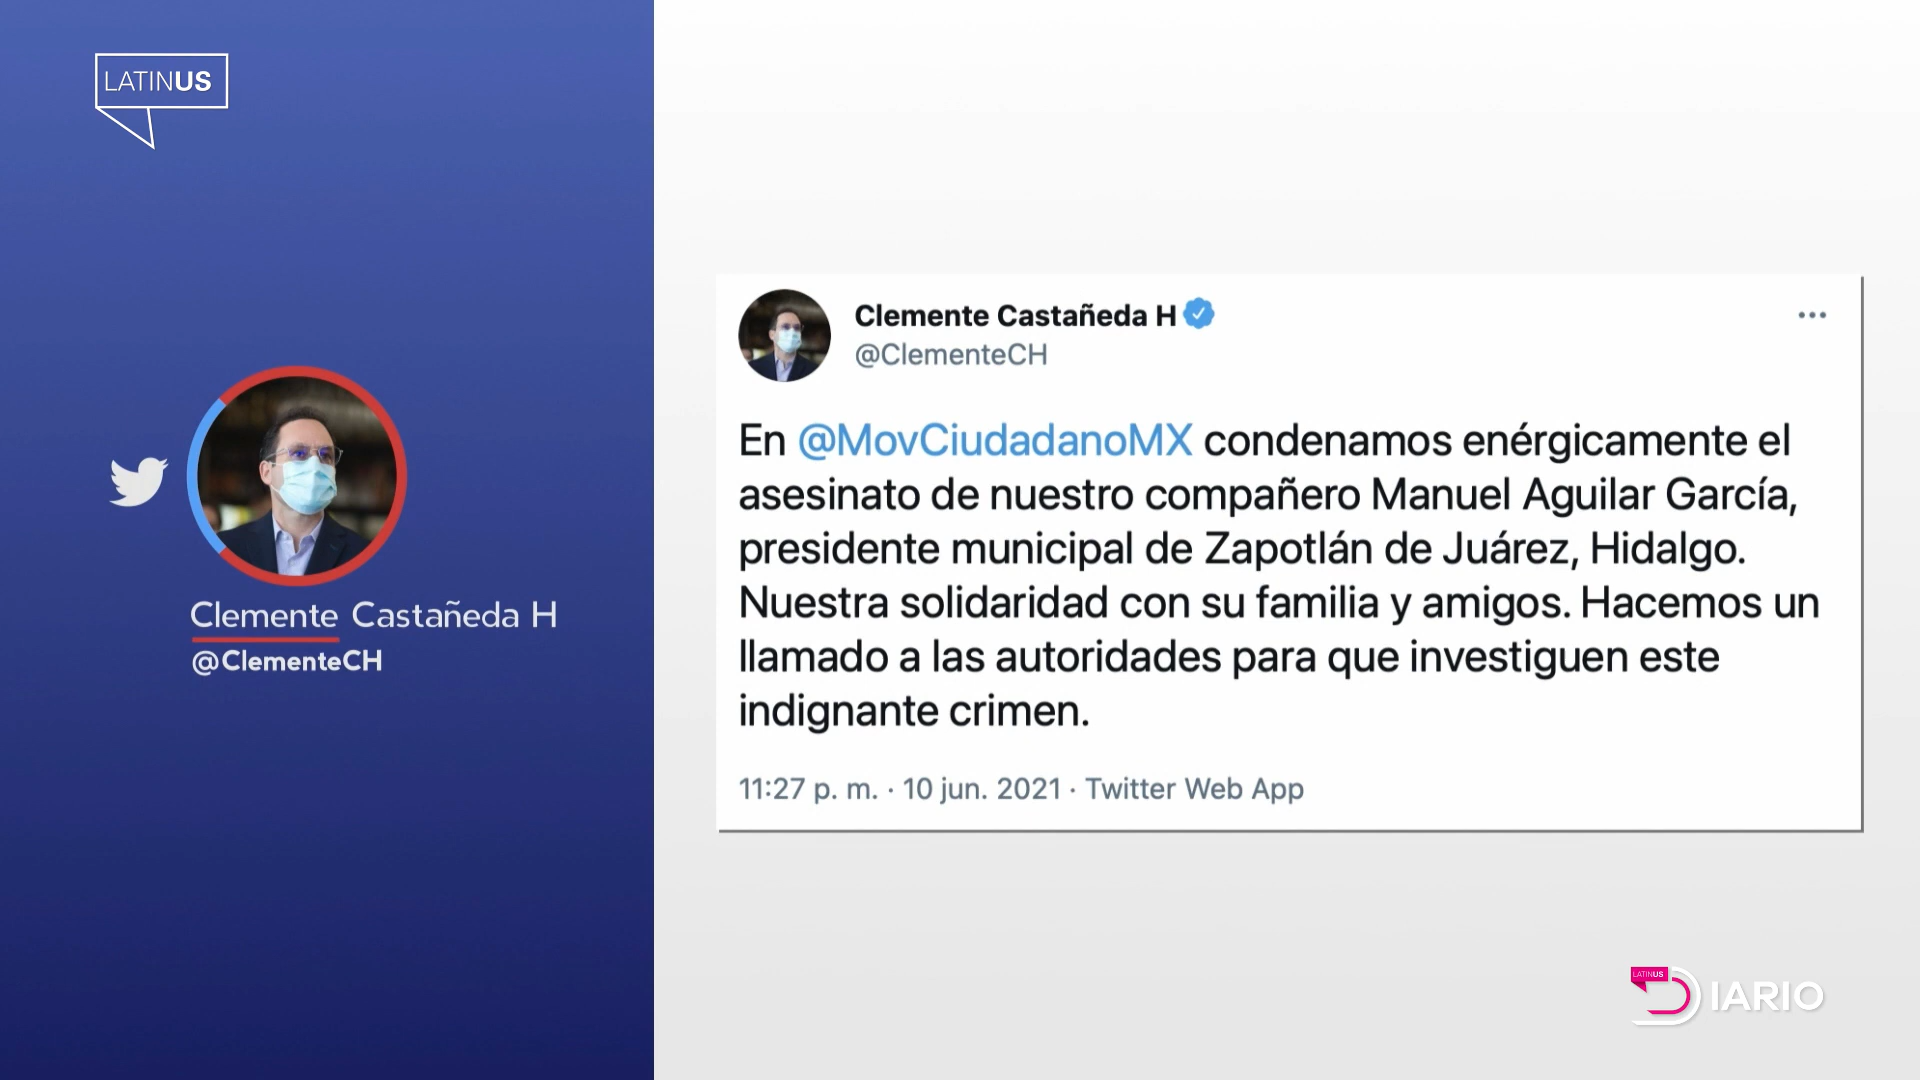 LATINUS
Clemente Castañeda H
@ClementeCH
Clemente Castañeda H
@ClementeCH
En @MovCiudadanoMX condenamos enérgicamente el
asesinato de nuestro compañero Manuel Aguilar García,
presidente municipal de Zapotlán de Juárez, Hidalgo.
Nuestra solidaridad con su familia y amigos. Hacemos un
llamado a las autoridades para que investiguen este
indignante crimen.
11:27 p. m. · 10 jun. 2021 · Twitter Web App
LATINUS
DIARIO